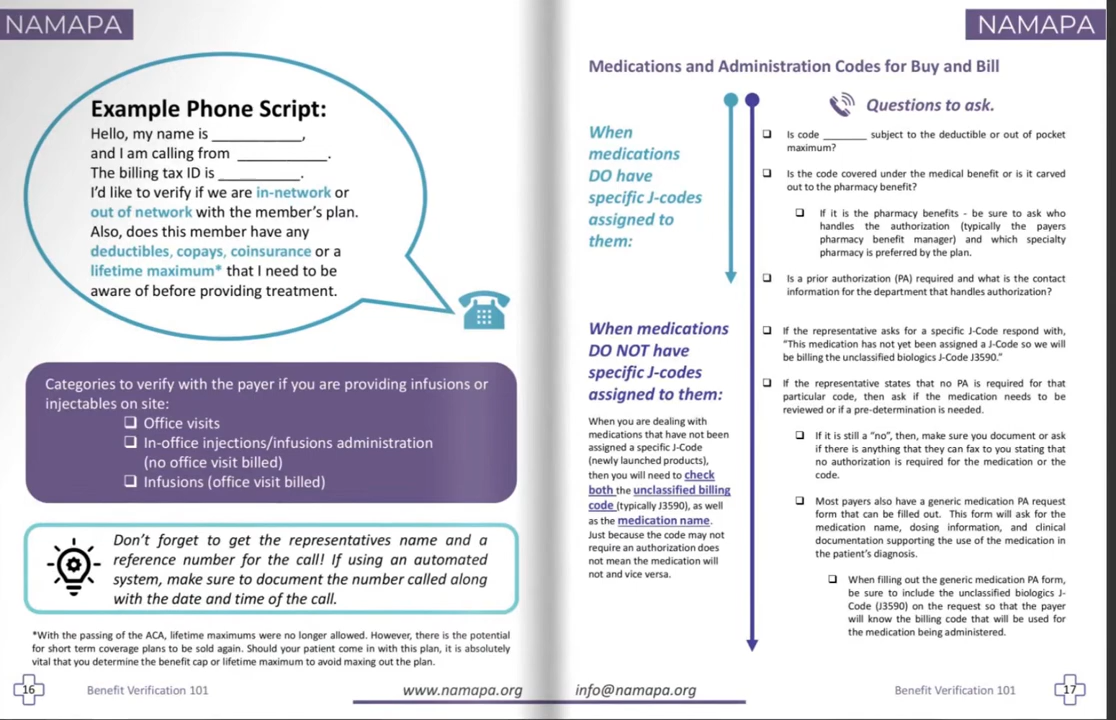 NAMAPA
Example Phone Script:
Hello, my name is ___________,
and I am calling from ___________.
The billing tax ID is __________.
I'd like to verify if we are in-network or
out of network with the member's plan.
Also, does this member have any
deductibles, copays, coinsurance or a
lifetime maximum* that I need to be
aware of before providing treatment.
Categories to verify with the payer if you are providing infusions or
injectables on site:
❑ Office visits
❑ In-office injections/infusions administration
(no office visit billed)
❑ Infusions (office visit billed)
Don't forget to get the representatives name and a
reference number for the call! If using an automated
system, make sure to document the number called along
with the date and time of the call.
*With the passing of the ACA, lifetime maximums were no longer allowed. However, there is the potential
for short term coverage plans to be sold again. Should your patient come in with this plan, it is absolutely
vital that you determine the benefit cap or lifetime maximum to avoid maxing out the plan.
16
Benefit Verification 101
www.namapa.org
NAMAPA
Medications and Administration Codes for Buy and Bill
When
medications
DO have
specific J-codes
assigned to
them:
When medications
DO NOT have
specific J-codes
assigned to them:
When you are dealing with
medications that have not been
assigned a specific J-Code
(newly launched products),
then you will need to check
both the unclassified billing
code (typically J3590), as well
as the medication name.
Just because the code may not
require an authorization does
not mean the medication will
not and vice versa.
Questions to ask.
❑ Is code _______ subject to the deductible or out of pocket
maximum?
❑ Is the code covered under the medical benefit or is it carved
out to the pharmacy benefit?
❑ If it is the pharmacy benefits - be sure to ask who
handles the authorization (typically the payers
pharmacy benefit manager) and which specialty
pharmacy is preferred by the plan.
❑ Is a prior authorization (PA) required and what is the contact
information for the department that handles authorization?
❑ If the representative asks for a specific J-Code respond with,
"This medication has not yet been assigned a J-Code so we will
be billing the unclassified biologics J-Code J3590."
❑ If the representative states that no PA is required for that
particular code, then ask if the medication needs to be
reviewed or if a pre-determination is needed.
❑ If it is still a "no", then, make sure you document or ask
if there is anything that they can fax to you stating that
no authorization is required for the medication or the
code.
❑ Most payers also have a generic medication PA request
form that can be filled out. This form will ask for the
medication name, dosing information, and clinical
documentation supporting the use of the medication in
the patient's diagnosis.
❑ When filling out the generic medication PA form,
be sure to include the unclassified biologics J-
Code (J3590) on the request so that the payer
will know the billing code that will be used for
the medication being administered.
info@namapa.org
Benefit Verification 101
17